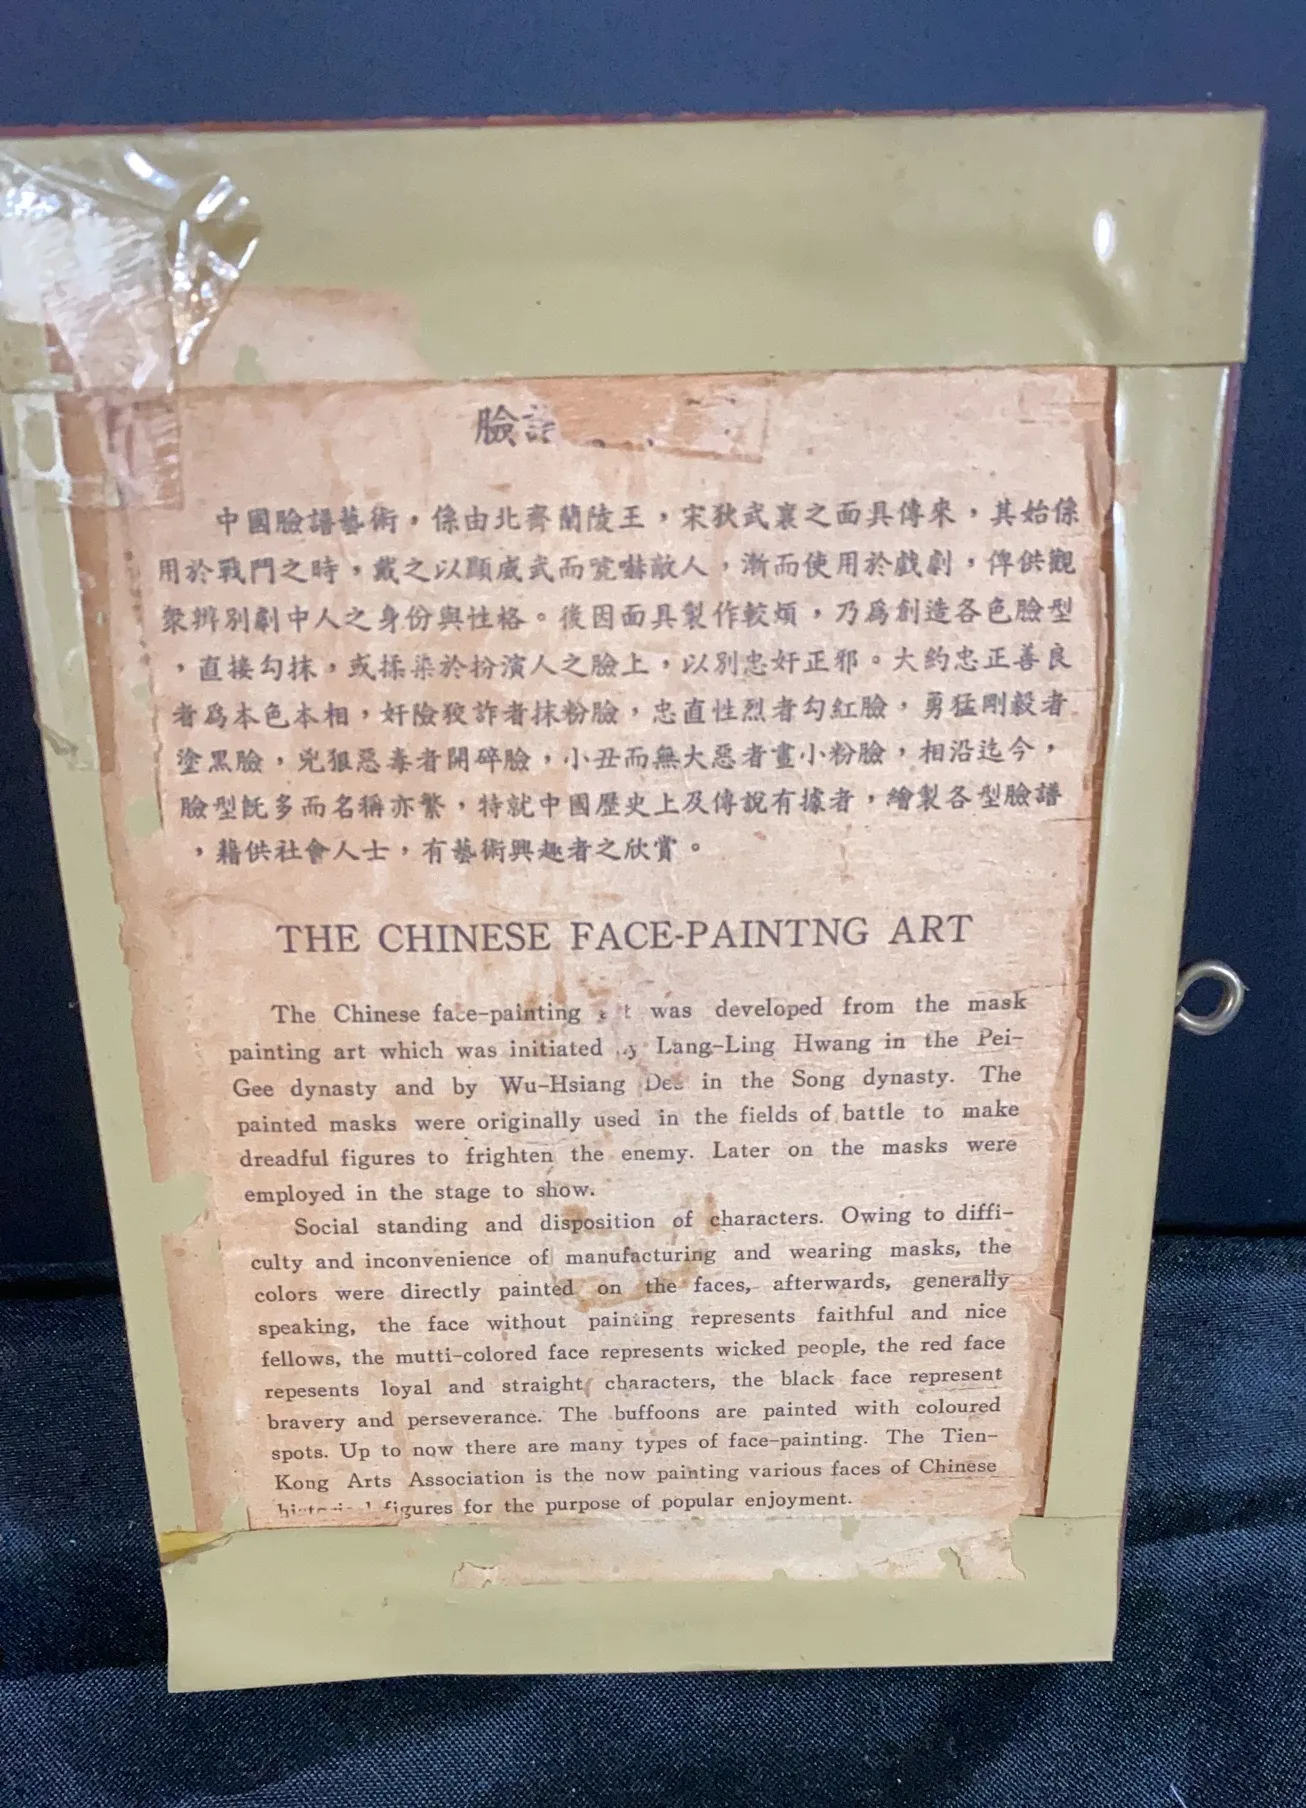 臉
中國臉譜藝術，係由北齊蘭陵王，宋狄武襄之面具傳來，其始係
用於戰鬥之時，戴之以顯威武而唬嚇敵人，漸而使用於戲劇，俾供觀
衆辨別劇中人之身份與性格。後因面具製作較煩，乃爲創造各色臉型
，直接勾抹，或揉染於扮演人之臉上，以別忠奸正邪。大約忠正善良
者爲本色本相，奸險狡詐者抹粉臉，忠直性烈者勾紅臉，勇猛剛毅者
塗黑臉，兇狠惡毒者開碎臉，小丑而無大惡者畫小粉臉，相沿迄今，
臉型旣多而名稱亦繁，特就中國歷史上及傳說有據者，繪製各型臉譜
，藉供社會人士，有藝術興趣者之欣賞。
THE CHINESE FACE-PAINTNG ART
The Chinese face-painting was developed from the mask
painting art which was initiated Lang-Ling Hwang in the Pei-
Gee dynasty and by Wu-Hsiang in the Song dynasty. The
painted masks were originally used in the fields of battle to make
dreadful figures to frighten the enemy. Later on the masks were
employed in the stage to show.
Social standing and disposition of characters. Owing to diffi-
culty and inconvenience of manufacturing and wearing masks, the
colors were directly painted on the faces, afterwards, generally
speaking, the face without painting represents faithful and nice
fellows, the mutti-colored face represents wicked people, the red face
repesents loyal and straight characters, the black face represent
bravery and perseverance. The buffoons are painted with coloured
spots. Up to now there are many types of face-painting. The Tien-
Kong Arts Association is the now painting various faces of Chinese
figures for the purpose of popular enjoyment.